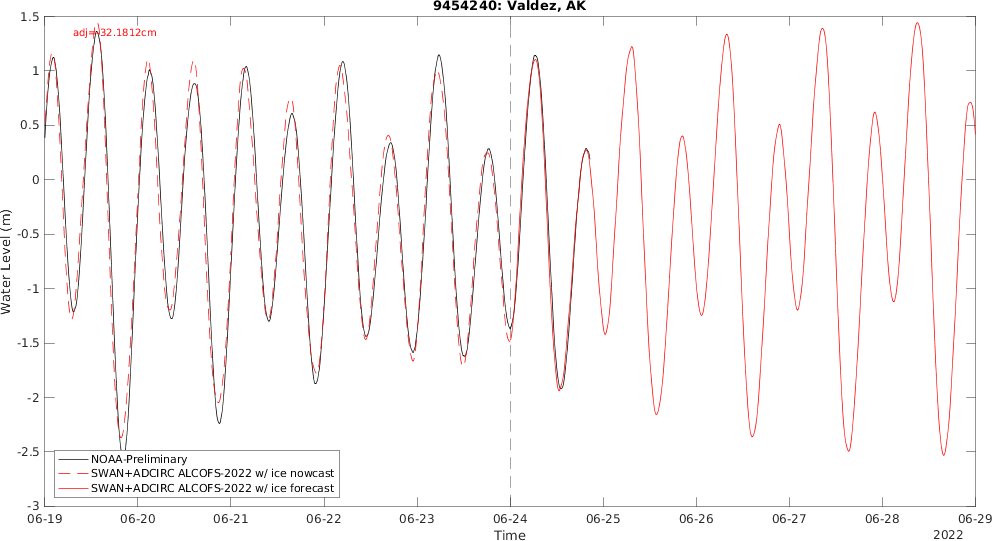 9454240: Valdez, AK
adj=-32.1812cm
1.5
1
0.5
0
-0.5
-1
-1.5
-2
-2.5
-3
Water Level (m)
NOAA-Preliminary
SWAN+ADCIRC ALCOFS-2022 w/ ice nowcast
SWAN+ADCIRC ALCOFS-2022 w/ ice forecast
06-19 06-20 06-21 06-22 06-23 06-24 06-25 06-26 06-27 06-28 06-29
Time
2022